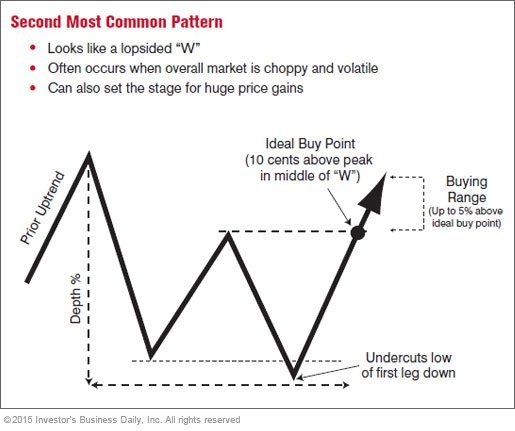 Second Most Common Pattern
• Looks like a lopsided “W”
• Often occurs when overall market is choppy and volatile
• Can also set the stage for huge price gains
Ideal Buy Point
(10 cents above peak
in middle of “W”)
Buying
Range
(Up to 5% above
ideal buy point)
Prior Uptrend
Depth %
Undercuts low
of first leg down
©2015 Investor’s Business Daily, Inc. All rights reserved